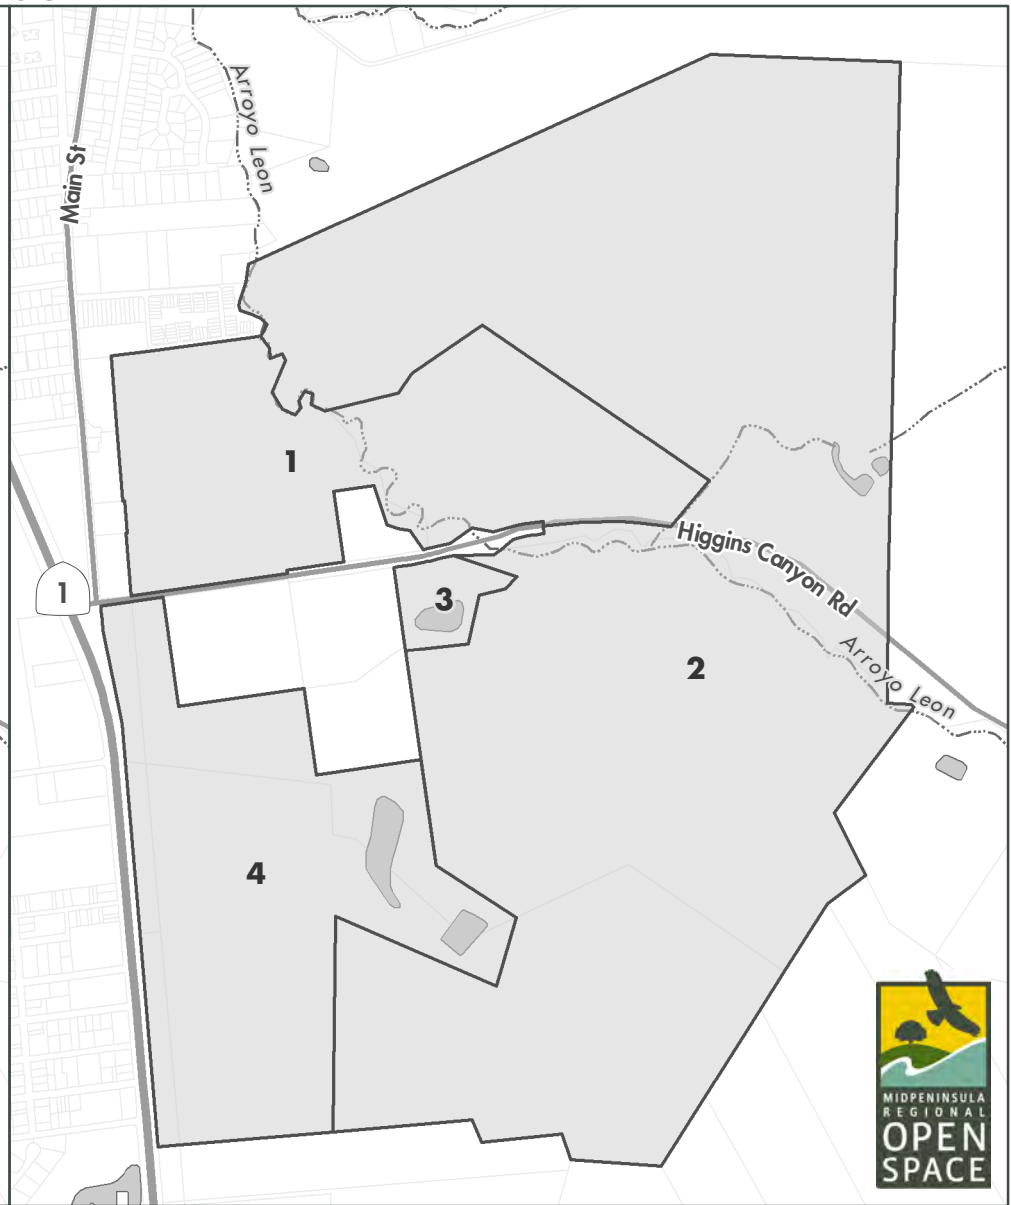 Arroyo Leon
Main St
1
1
Higgins Canyon Rd
3
2
Arroyo Leon
4
MIDPENINSULA
REGIONAL
OPEN
SPACE